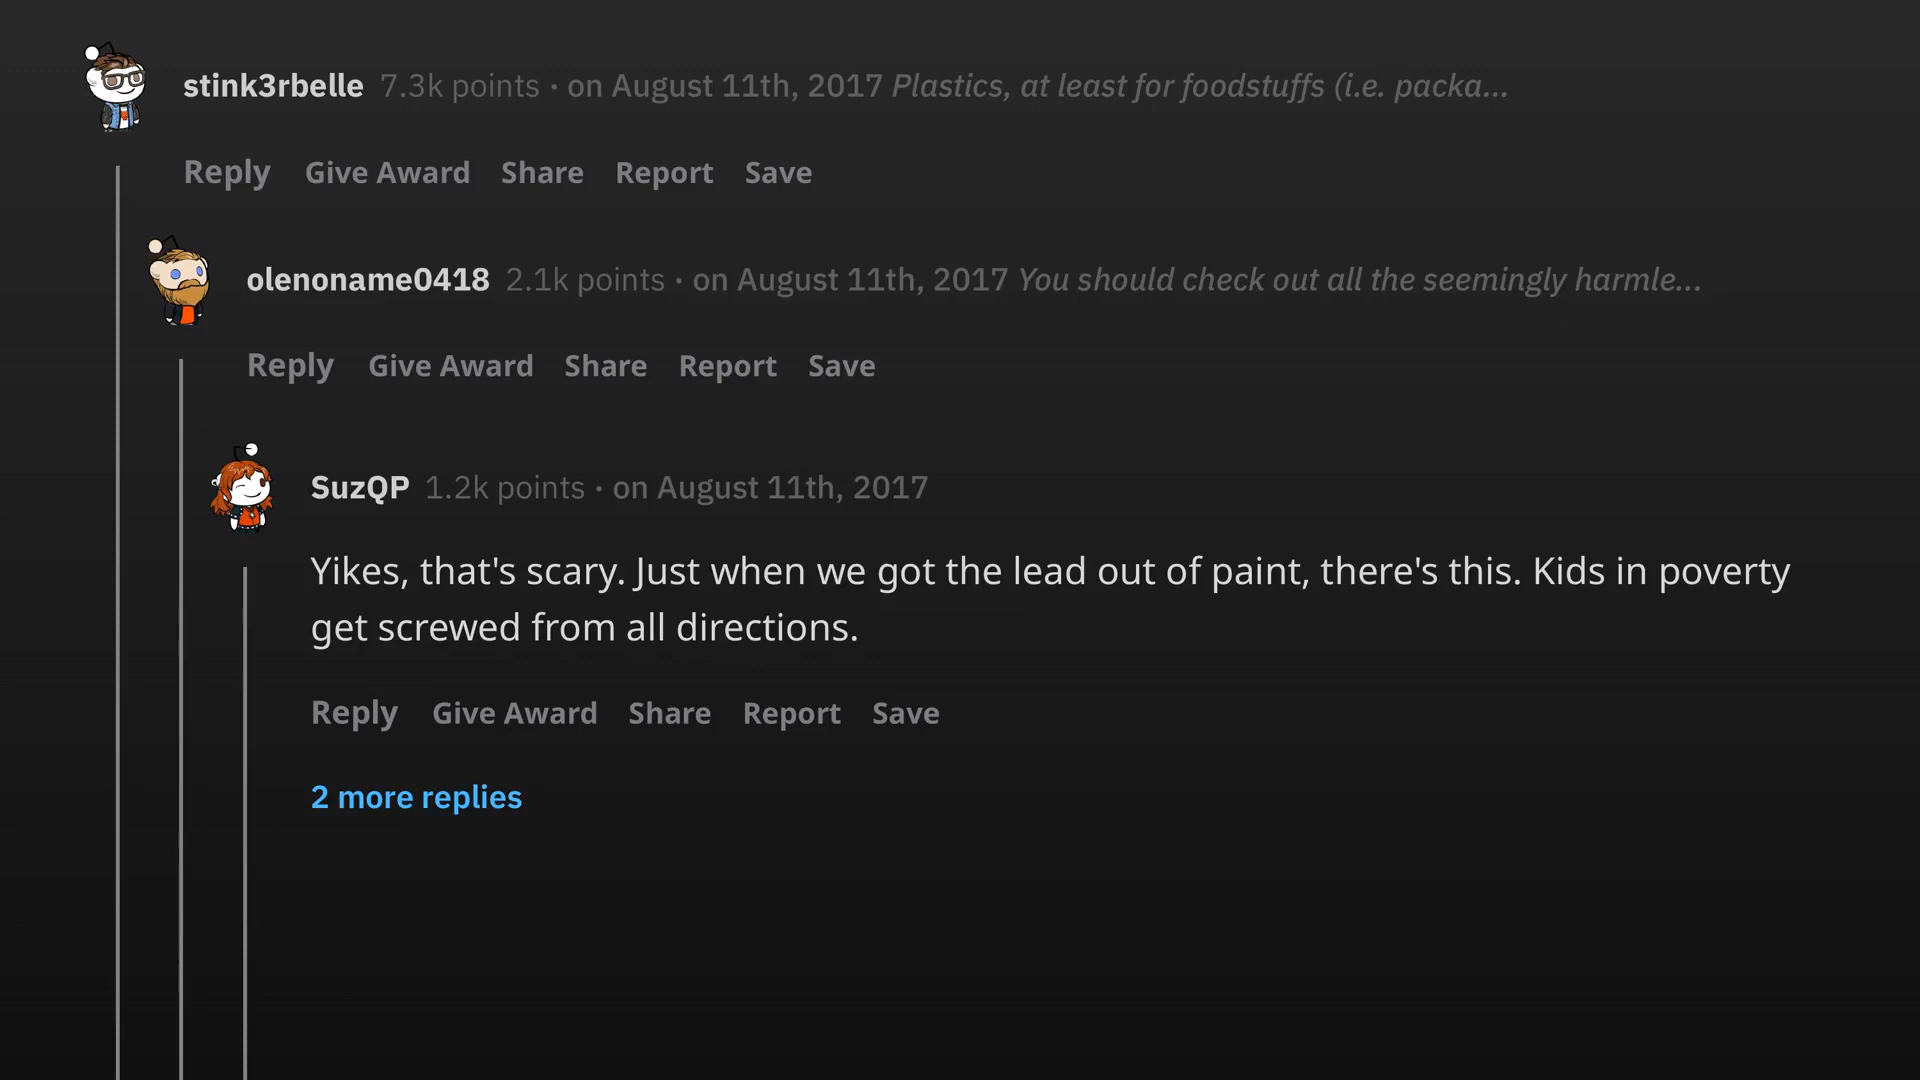 stink3rbelle 7.3k points · on August 11th, 2017 Plastics, at least for foodstuffs (i.e. packa...
Reply Give Award Share Report Save
olenoname0418 2.1k points · on August 11th, 2017 You should check out all the seemingly harmle...
Reply Give Award Share Report Save
SuzQP 1.2k points · on August 11th, 2017
Yikes, that's scary. Just when we got the lead out of paint, there's this. Kids in poverty
get screwed from all directions.
Reply Give Award Share Report Save
2 more replies